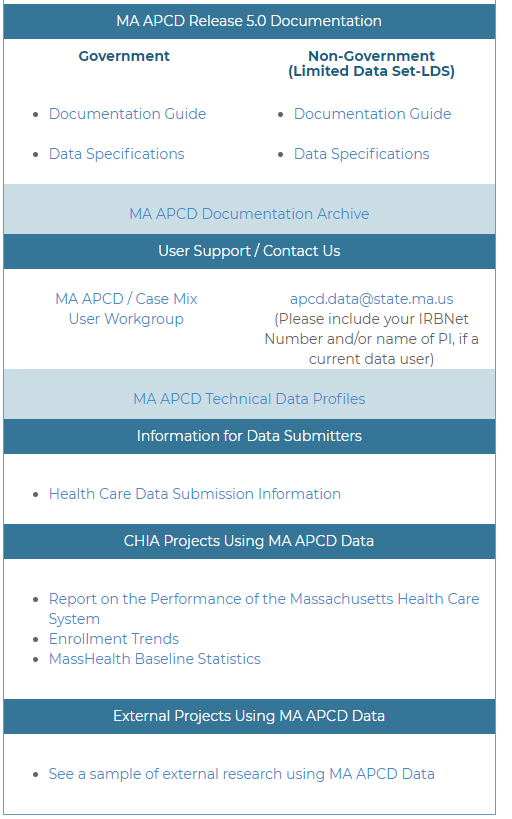 MA APCD Release 5.0 Documentation
Government
Non-Government
(Limited Data Set-LDS)
Documentation Guide
Data Specifications
Documentation Guide
Data Specifications
MA APCD Documentation Archive
User Support / Contact Us
MA APCD / Case Mix
User Workgroup
apcd.data@state.ma.us
(Please include your IRBNet
Number and/or name of PI, if a
current data user)
MA APCD Technical Data Profiles
Information for Data Submitters
Health Care Data Submission Information
CHIA Projects Using MA APCD Data
Report on the Performance of the Massachusetts Health Care
System
Enrollment Trends
MassHealth Baseline Statistics
External Projects Using MA APCD Data
See a sample of external research using MA APCD Data